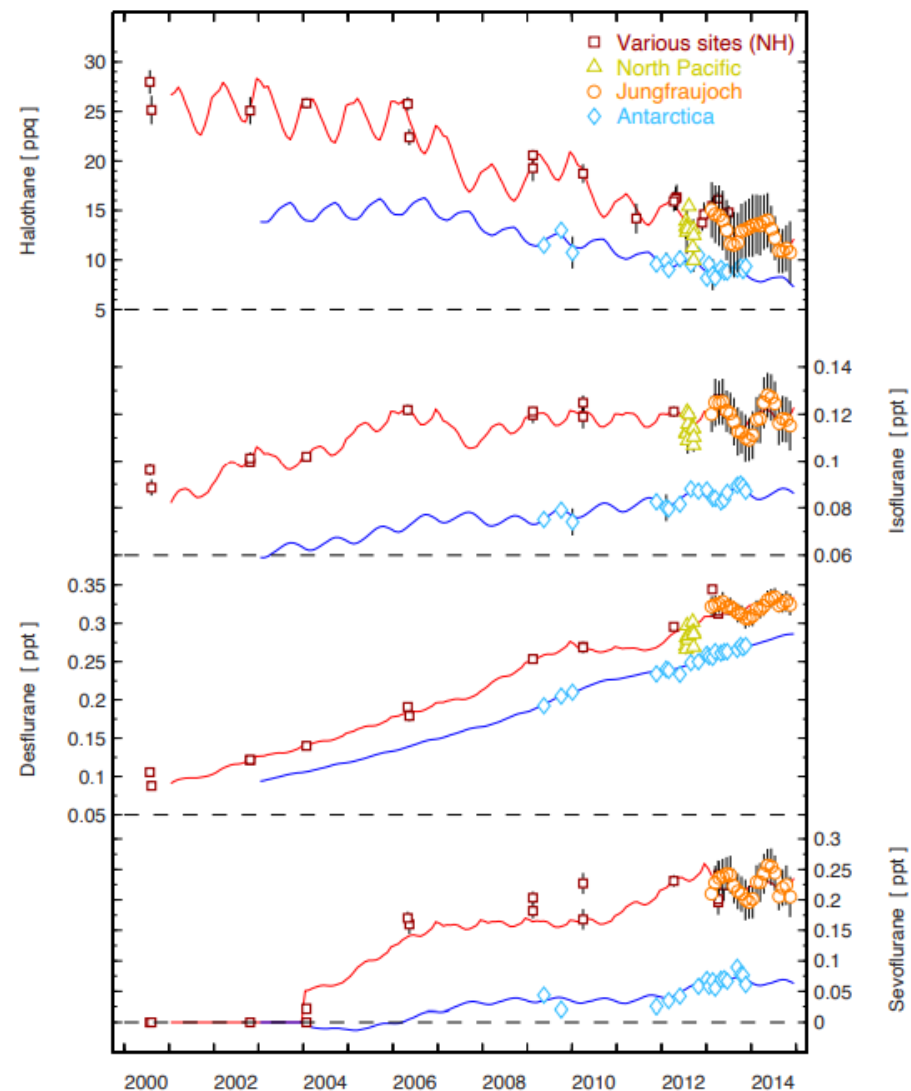 Various sites (NH)
North Pacific
Jungfraujoch
Antarctica
Halothane [ ppq ]
30
25
20
15
10
5
Isoflurane [ ppt ]
0.14
0.12
0.1
0.08
0.06
Desflurane [ ppt ]
0.35
0.3
0.25
0.2
0.15
0.1
0.05
Sevoflurane [ ppt ]
0.3
0.25
0.2
0.15
0.1
0.05
0
2000 2002 2004 2006 2008 2010 2012 2014